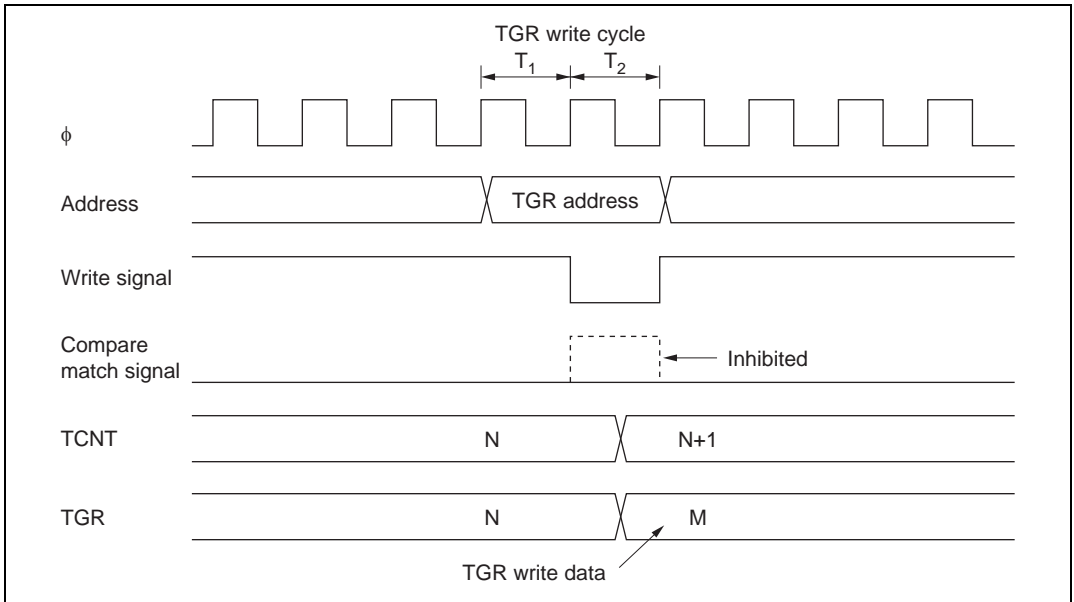 TGR write cycle
T1 T2
ϕ
Address
TGR address
Write signal
Compare
match signal
Inhibited
TCNT
N
N+1
TGR
N
M
TGR write data